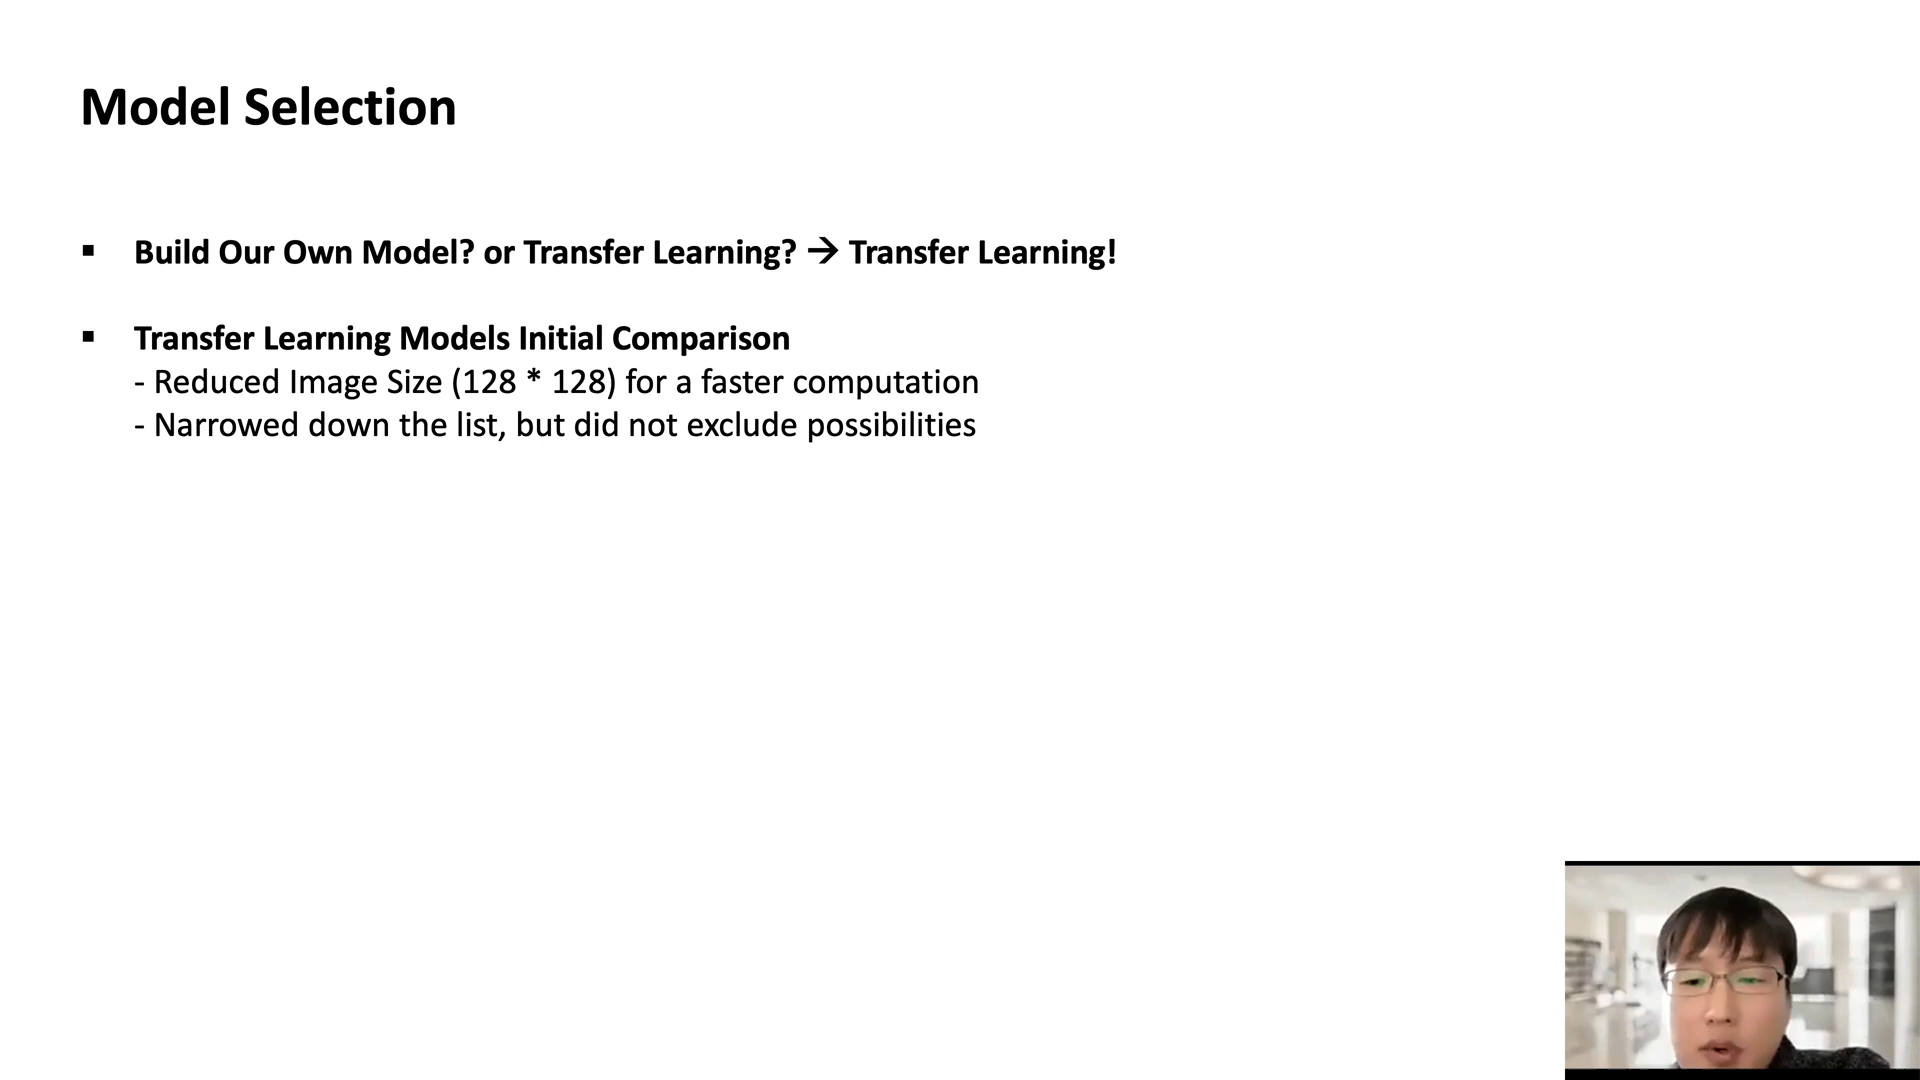 Model Selection
▪ Build Our Own Model? or Transfer Learning? → Transfer Learning!
▪ Transfer Learning Models Initial Comparison
- Reduced Image Size (128 * 128) for a faster computation
- Narrowed down the list, but did not exclude possibilities